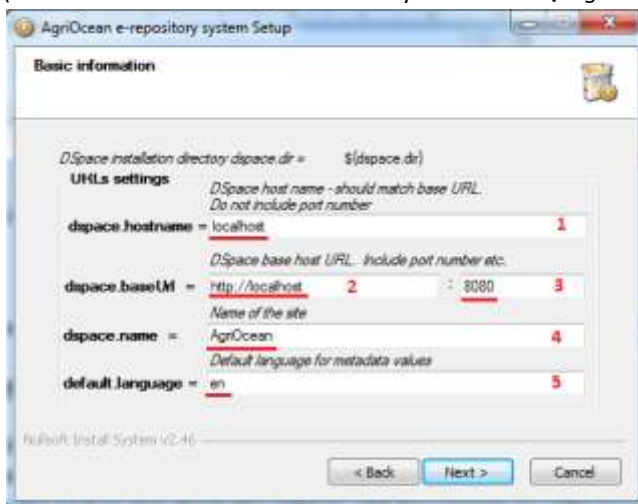 AgriOcean e-repository system Setup
Basic information
DSpace installation directory dspace.dir = ${dspace.dir}
URLs settings
DSpace host name - should match base URL.
Do not include port number
dspace.hostname = localhost 1
DSpace base host URL. Include port number etc.
dspace.baseUrl = http://localhost 2 : 8080 3
Name of the site
dspace.name = AgriOcean 4
Default language for metadata values
default.language = en 5
Nullsoft Install System v2.46
< Back Next > Cancel